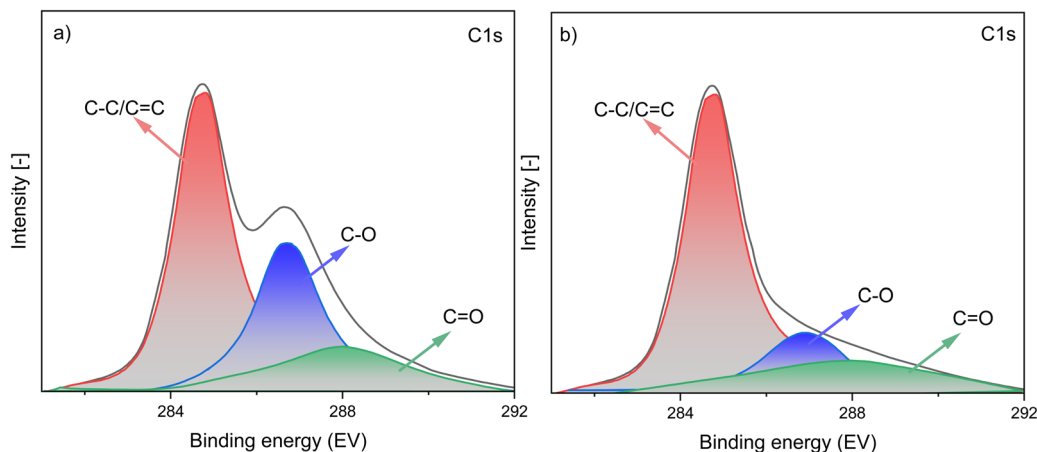 a)
C1s
C-C/C=C
C-O
C=O
Intensity [-]
284
288
292
Binding energy (EV)
b)
C1s
C-C/C=C
C-O
C=O
Intensity [-]
284
288
292
Binding energy (EV)